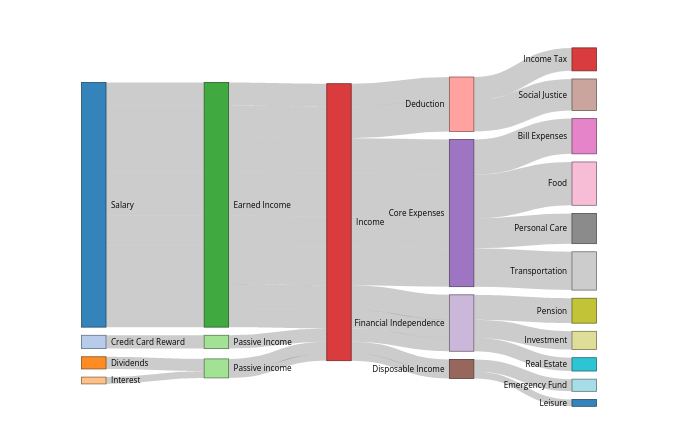 Salary
Credit Card Reward
Dividends
Interest
Earned Income
Passive Income
Passive income
Income
Deduction
Core Expenses
Financial Independence
Disposable Income
Income Tax
Social Justice
Bill Expenses
Food
Personal Care
Transportation
Pension
Investment
Real Estate
Emergency Fund
Leisure